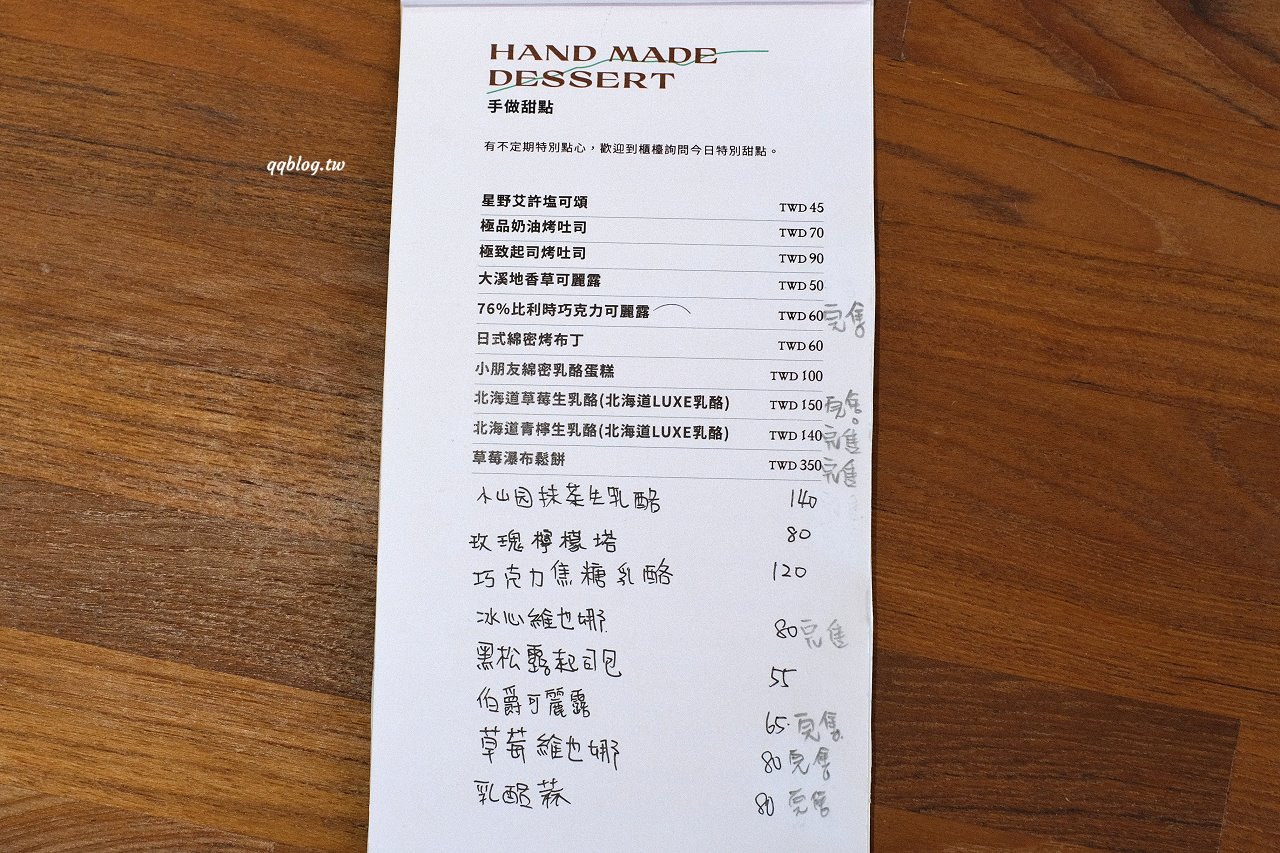 HAND MADE
DESSERT
手做甜點
有不定期特別點心，歡迎到櫃檯詢問今日特別甜點。
qqblog.tw
星野艾許塩可頌 TWD 45
極品奶油烤吐司 TWD 70
極致起司烤吐司 TWD 90
大溪地香草可麗露 TWD 50
76%比利時巧克力可麗露 TWD 60 完售
日式綿密烤布丁 TWD 60
小朋友綿密乳酪蛋糕 TWD 100
北海道草莓生乳酪(北海道LUXE乳酪) TWD 150 完售
北海道青檸生乳酪(北海道LUXE乳酪) TWD 140 完售
草莓瀑布鬆餅 TWD 350 完售
小山园抹茶生乳酪 140
玫瑰檸檬塔 80
巧克力焦糖乳酪 120
冰心維也娜 80 完售
黑松露起司包 55
伯爵可麗露 65 完售
草莓維也娜 80 完售
乳酪蒜 80 完售